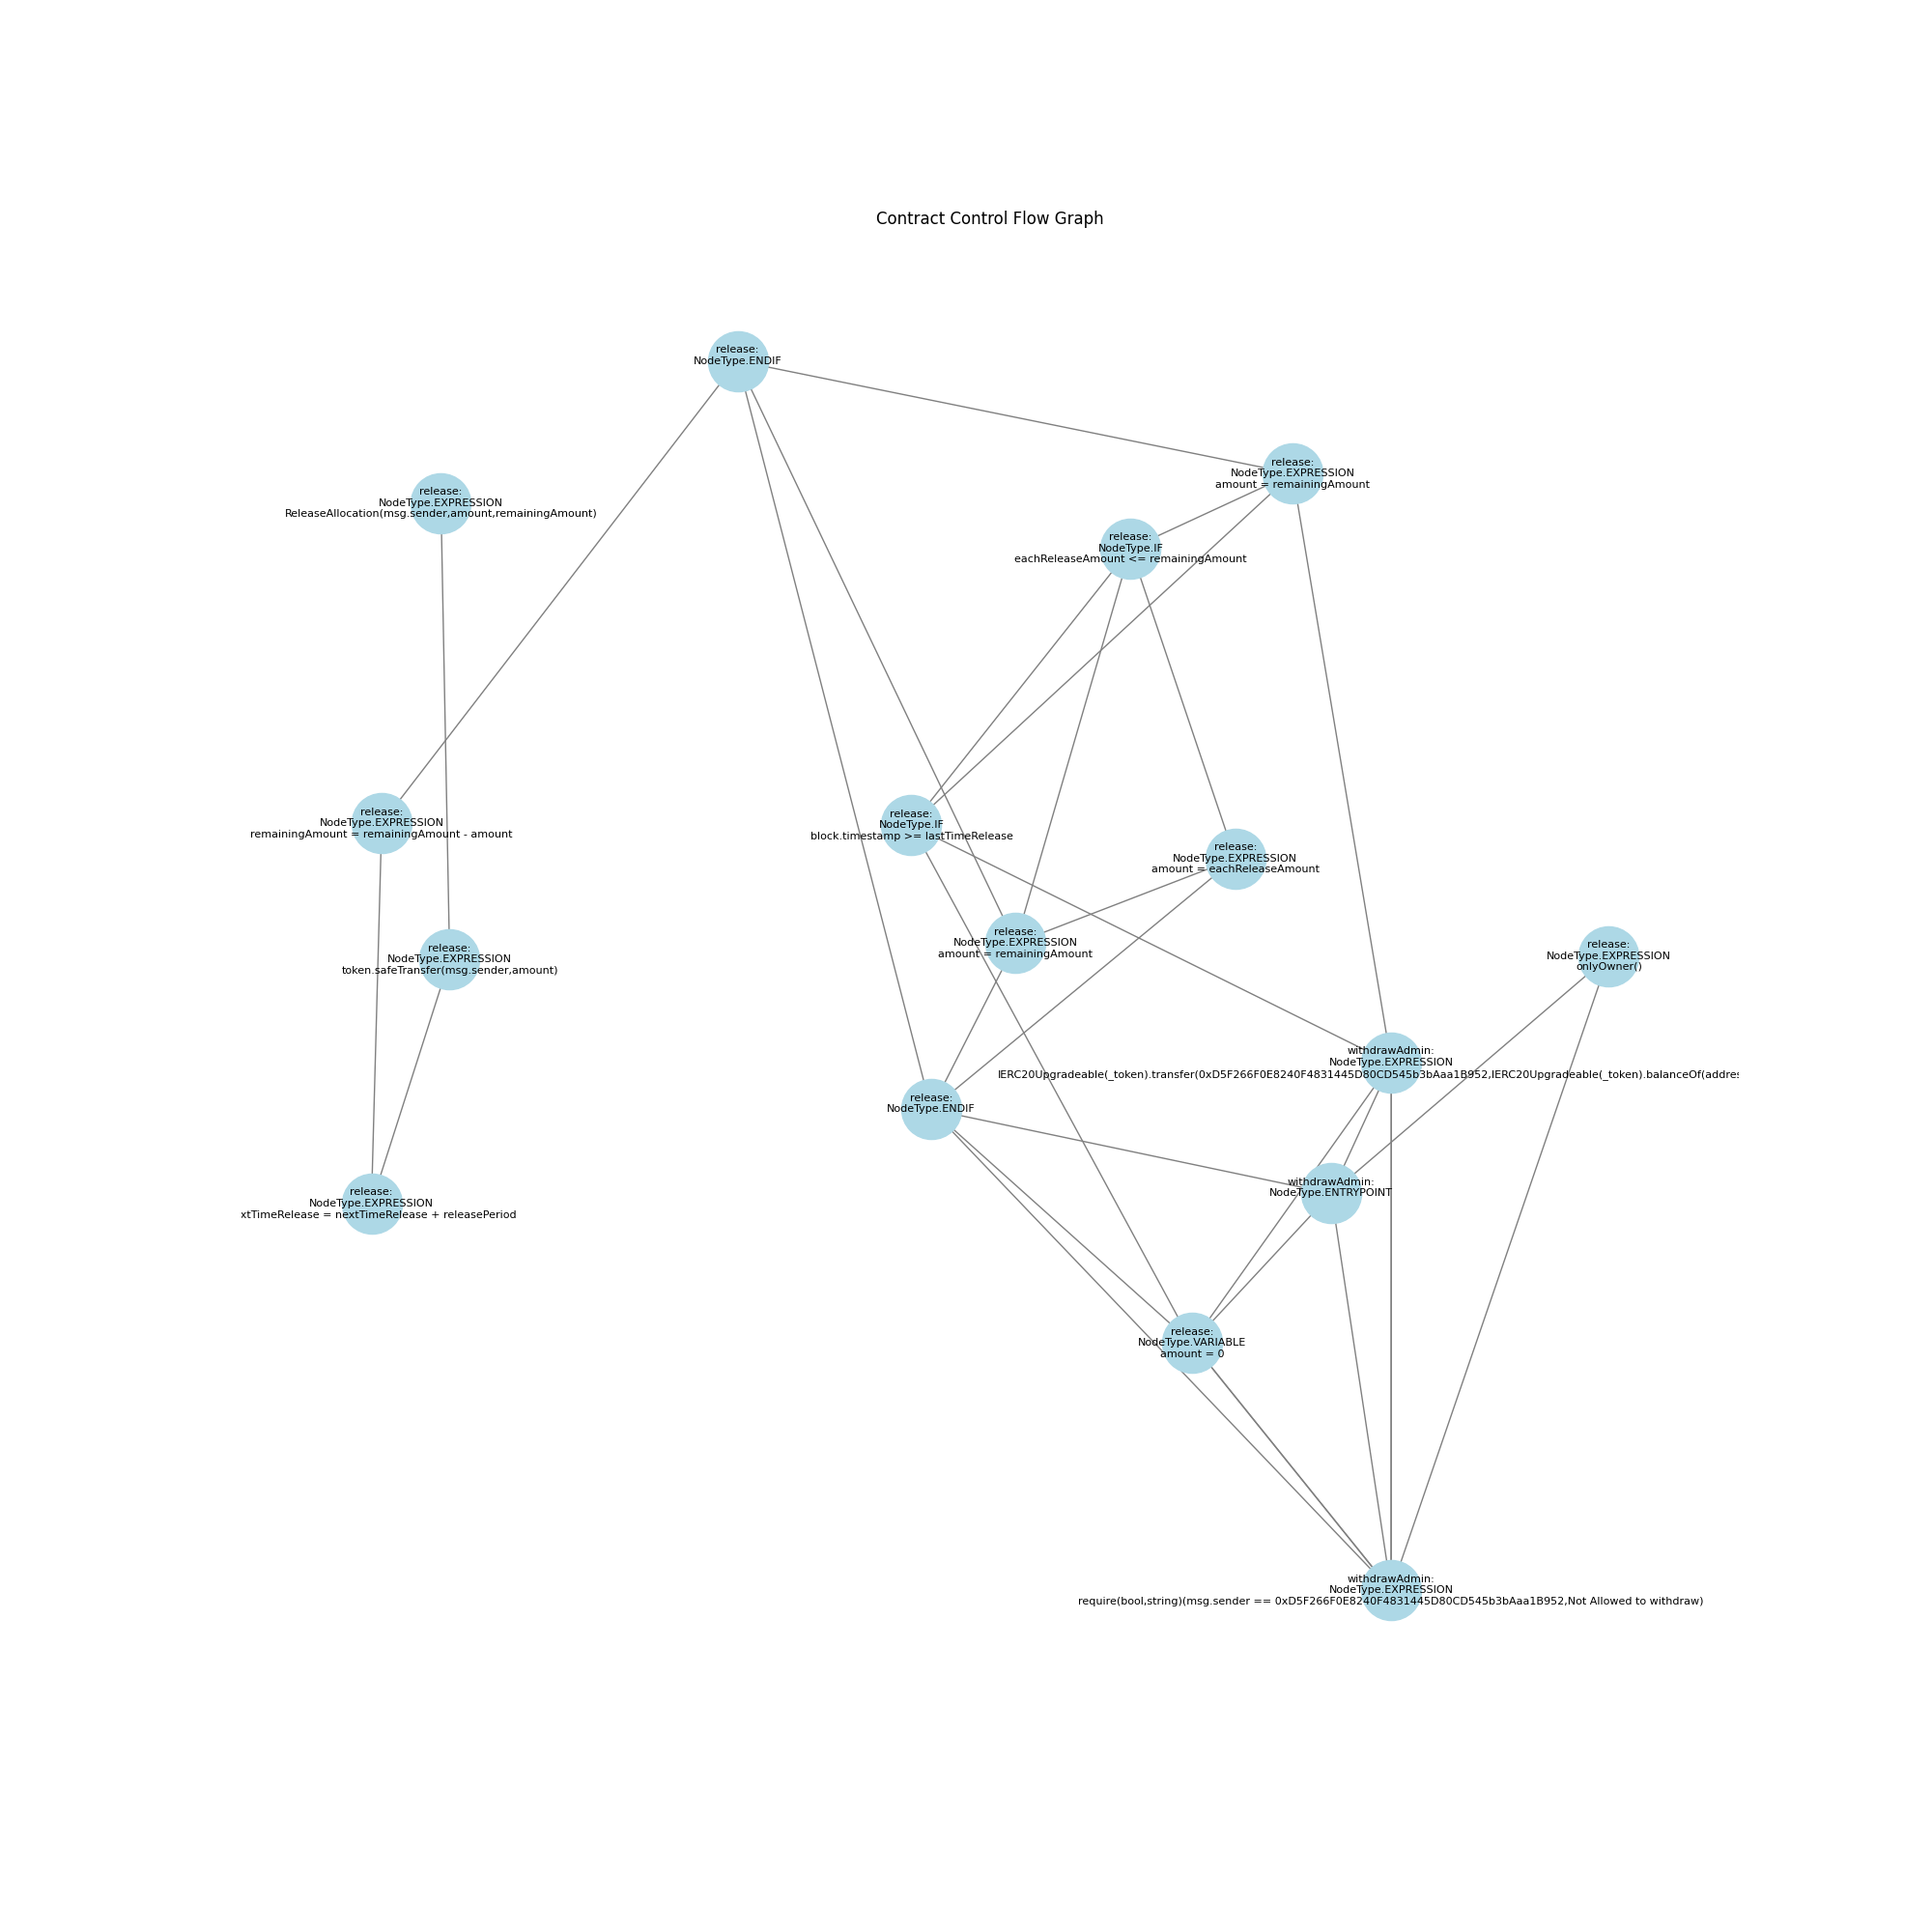 Contract Control Flow Graph
release:
NodeType.ENDIF
release:
NodeType.EXPRESSION
amount = remainingAmount
release:
NodeType.EXPRESSION
ReleaseAllocation(msg.sender,amount,remainingAmount)
release:
NodeType.IF
eachReleaseAmount <= remainingAmount
release:
NodeType.EXPRESSION
remainingAmount = remainingAmount - amount
release:
NodeType.IF
block.timestamp >= lastTimeRelease
release:
NodeType.EXPRESSION
amount = eachReleaseAmount
release:
NodeType.EXPRESSION
amount = remainingAmount
release:
NodeType.EXPRESSION
token.safeTransfer(msg.sender,amount)
release:
NodeType.EXPRESSION
onlyOwner()
withdrawAdmin:
NodeType.EXPRESSION
IERC20Upgradeable(_token).transfer(0xD5F266F0E8240F4831445D80CD545b3bAaa1B952,IERC20Upgradeable(_token).balanceOf(addres
release:
NodeType.ENDIF
withdrawAdmin:
NodeType.ENTRYPOINT
release:
NodeType.EXPRESSION
xtTimeRelease = nextTimeRelease + releasePeriod
release:
NodeType.VARIABLE
amount = 0
withdrawAdmin:
NodeType.EXPRESSION
require(bool,string)(msg.sender == 0xD5F266F0E8240F4831445D80CD545b3bAaa1B952,Not Allowed to withdraw)